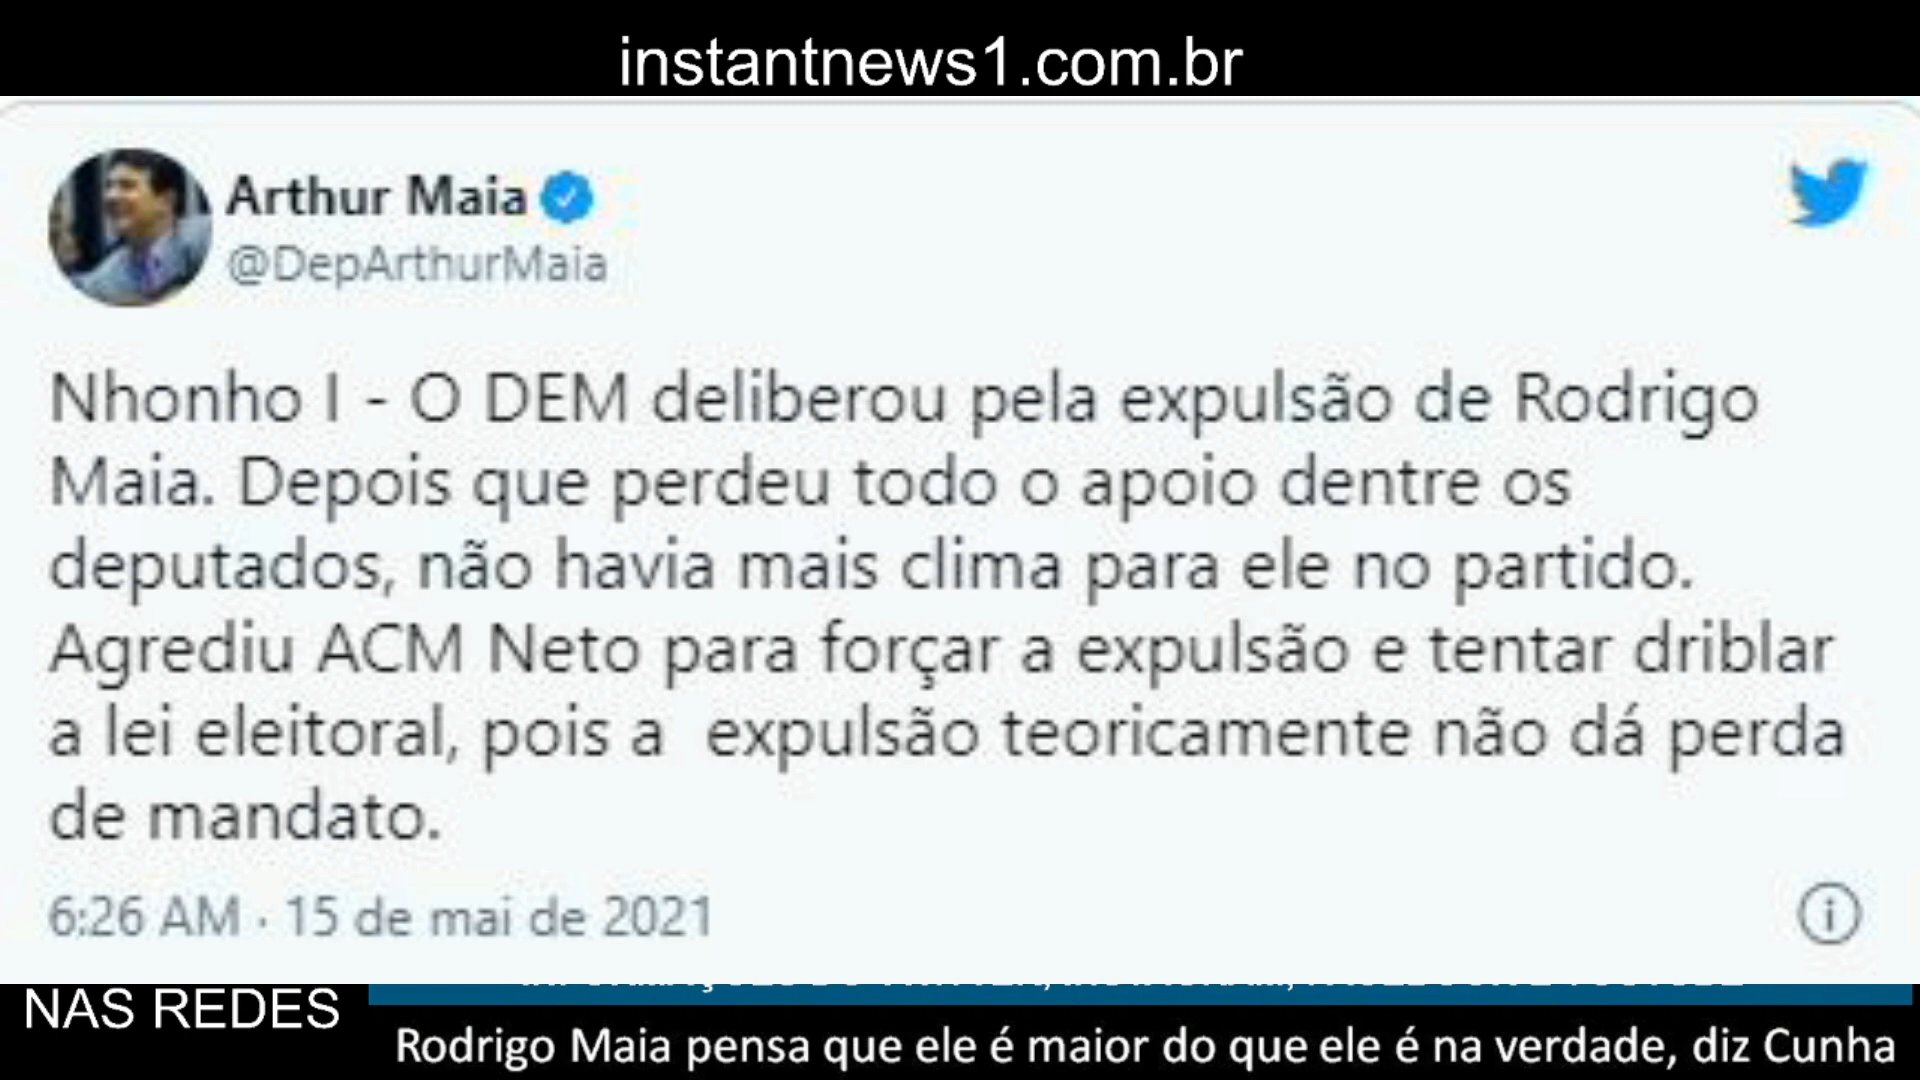 instantnews1.com.br
Arthur Maia
@DepArthurMaia
Nhonho I - O DEM deliberou pela expulsão de Rodrigo
Maia. Depois que perdeu todo o apoio dentre os
deputados, não havia mais clima para ele no partido.
Agrediu ACM Neto para forçar a expulsão e tentar driblar
a lei eleitoral, pois a  expulsão teoricamente não dá perda
de mandato.
6:26 AM · 15 de mai de 2021
NAS REDES
Rodrigo Maia pensa que ele é maior do que ele é na verdade, diz Cunha